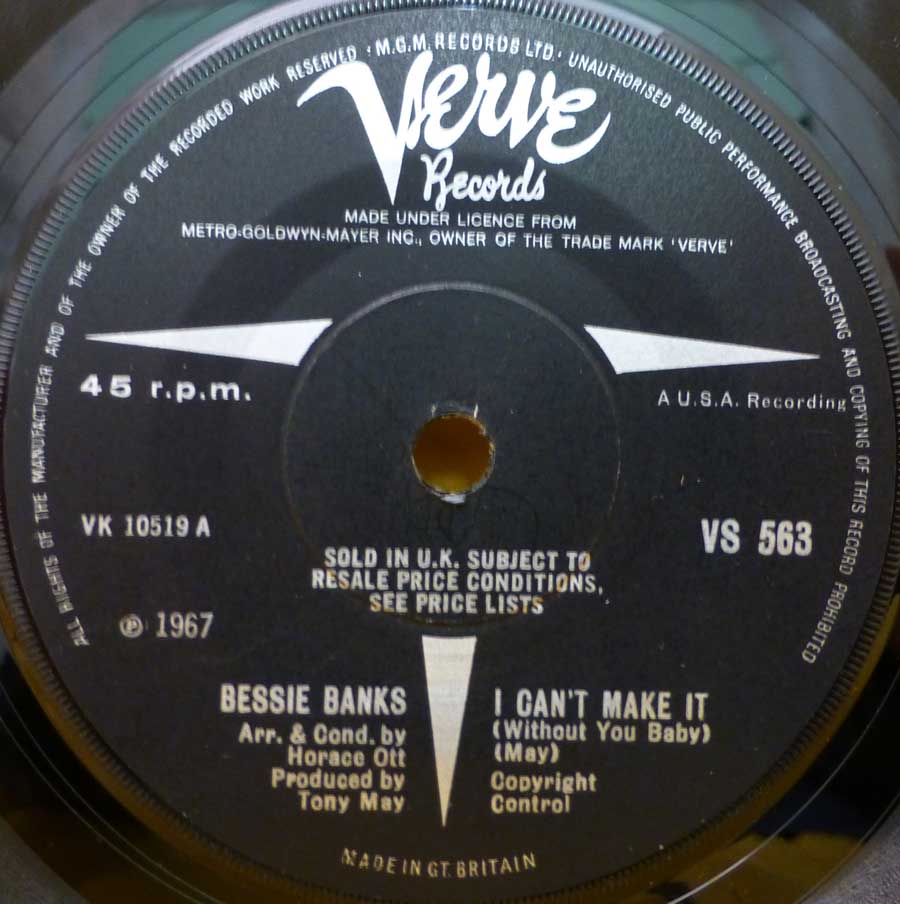 ALL RIGHTS OF THE MANUFACTURER AND OF THE OWNER OF THE RECORDED WORK RESERVED · M.G.M. RECORDS LTD · UNAUTHORISED PUBLIC PERFORMANCE BROADCASTING AND COPYING OF THIS RECORD PROHIBITED
Verve
Records
MADE UNDER LICENCE FROM
METRO-GOLDWYN-MAYER INC., OWNER OF THE TRADE MARK 'VERVE'
45 r.p.m.
A U.S.A. Recording
VK 10519 A
VS 563
SOLD IN U.K. SUBJECT TO
RESALE PRICE CONDITIONS,
SEE PRICE LISTS
℗ 1967
BESSIE BANKS
Arr. & Cond. by
Horace Ott
Produced by
Tony May
I CAN'T MAKE IT
(Without You Baby)
(May)
Copyright
Control
MADE IN GT. BRITAIN